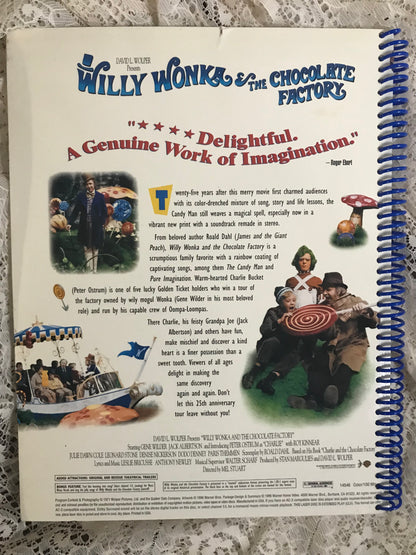 DAVID L. WOLPER
Presents
WILLY WONKA & THE CHOCOLATE
FACTORY
"★★★★ Delightful.
A Genuine Work of Imagination."
– Roger Ebert
Twenty-five years after this merry movie first charmed audiences
with its color-drenched mixture of song, story and life lessons, the
Candy Man still weaves a magical spell, especially now in a
vibrant new print with a soundtrack remade in stereo.
From beloved author Roald Dahl (James and the Giant
Peach), Willy Wonka and the Chocolate Factory is a
scrumptious family favorite with a rainbow coating of
captivating songs, among them The Candy Man and
Pure Imagination. Warm-hearted Charlie Bucket
(Peter Ostrum) is one of five lucky Golden Ticket holders who win a tour of
the factory owned by wily mogul Wonka (Gene Wilder in his most beloved
role) and run by his capable crew of Oompa-Loompas.
There Charlie, his feisty Grandpa Joe (Jack
Albertson) and others have fun,
make mischief and discover a kind
heart is a finer possession than a
sweet tooth. Viewers of all ages
delight in making the same
discovery again
and again. Don't
let this 25th anniversary
tour leave without you!
DAVID L. WOLPER Presents "WILLY WONKA AND THE CHOCOLATE FACTORY"
Starring GENE WILDER JACK ALBERTSON and Introducing PETER OSTRUM as "CHARLIE" with ROY KINNEAR
JULIE DAWN COLE LEONARD STONE DENISE NICKERSON DODO DENNEY PARIS THEMMEN Screenplay by ROALD DAHL Based on His Book "Charlie and the Chocolate Factory"
Lyrics and Music LESLIE BRICUSSE ANTHONY NEWLEY Musical Supervisor WALTER SCHARF Produced by STAN MARGULIES and DAVID L. WOLPER
Directed by MEL STUART